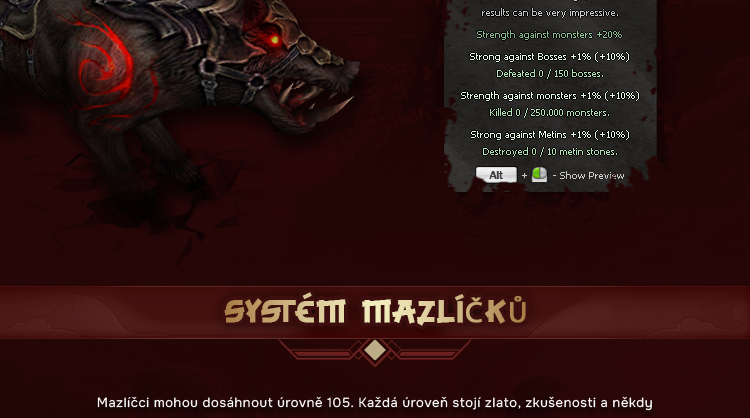 results can be very impressive.
Strength against monsters +20%
Strong against Bosses +1% (+10%)
Defeated 0 / 150 bosses.
Strength against monsters +1% (+10%)
Killed 0 / 250.000 monsters.
Strong against Metins +1% (+10%)
Destroyed 0 / 10 metin stones.
Alt + - Show Preview
SYSTÉM MAZLÍČKŮ
Mazlíčci mohou dosáhnout úrovně 105. Každá úroveň stojí zlato, zkušenosti a někdy